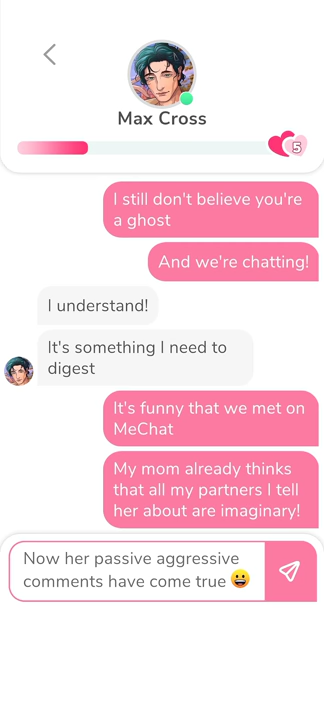 Max Cross
5
I still don't believe you're
a ghost
And we're chatting!
I understand!
It's something I need to
digest
It's funny that we met on
MeChat
My mom already thinks
that all my partners I tell
her about are imaginary!
Now her passive aggressive
comments have come true 😀